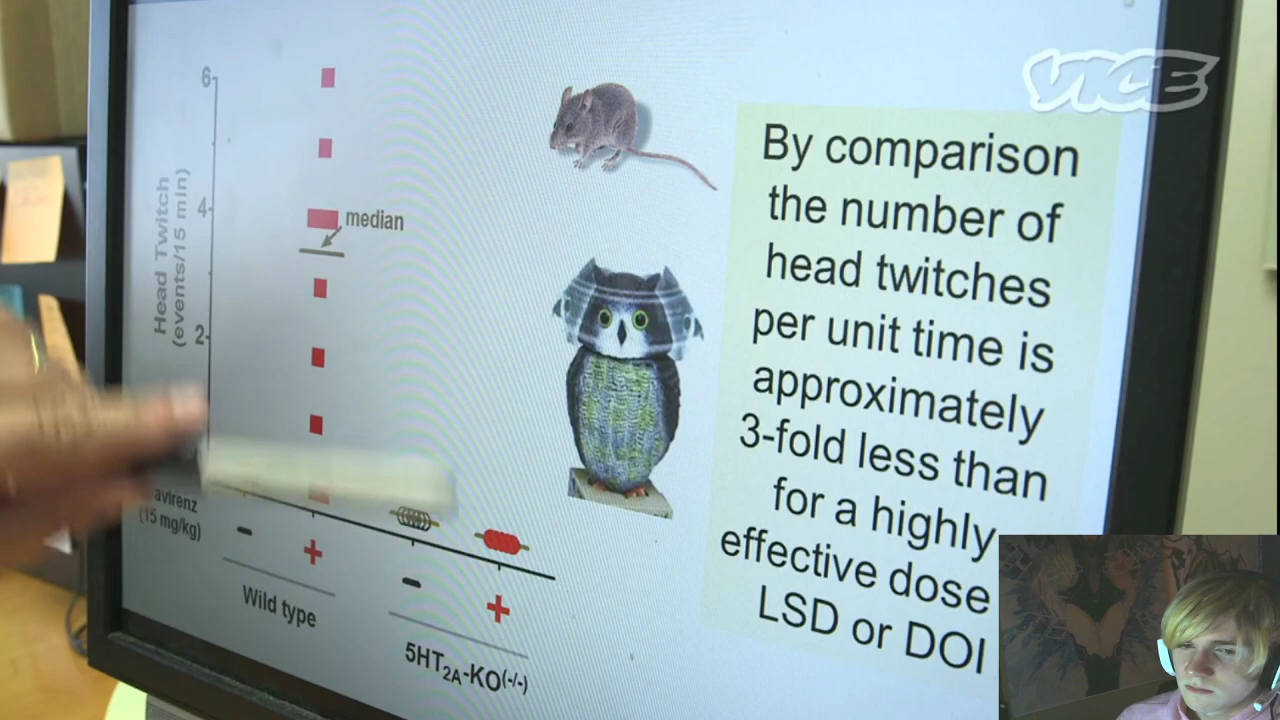 VICE
6
4
2
Head Twitch
(events/15 min)
median
avirenz
(15 mg/kg)
-
+
-
+
Wild type
5HT2A-KO(-/-)
By comparison
the number of
head twitches
per unit time is
approximately
3-fold less than
for a highly
effective dose
LSD or DOI